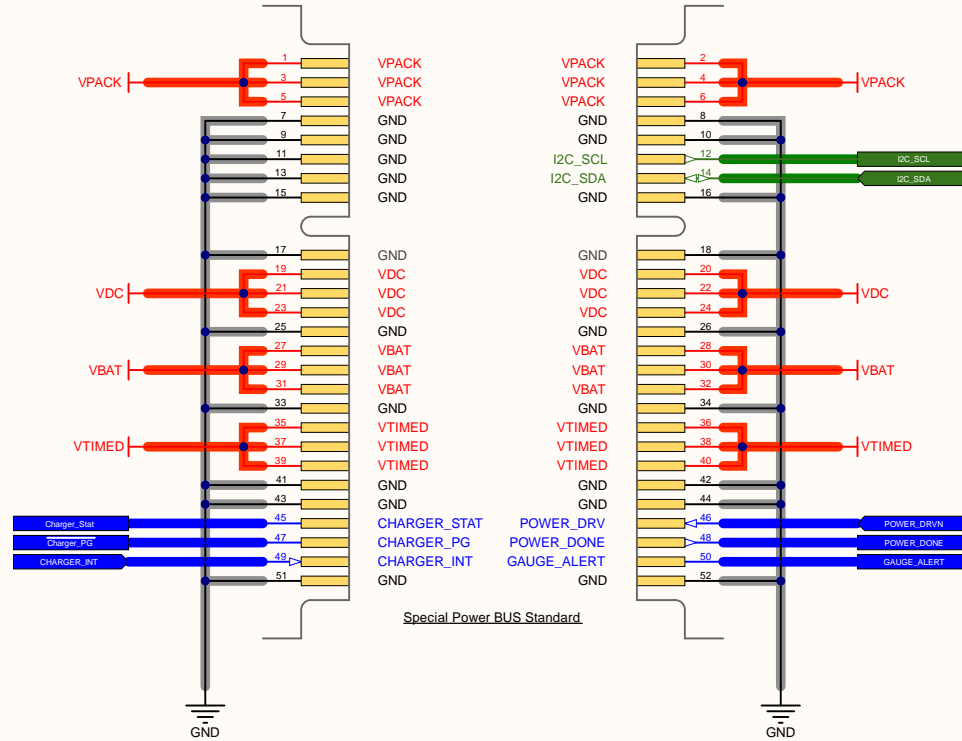 1 VPACK VPACK 2
VPACK 3 VPACK VPACK 4 VPACK
5 VPACK VPACK 6
7 GND GND 8
9 GND GND 10
11 GND I2C_SCL 12 I2C_SCL
13 GND I2C_SDA 14 I2C_SDA
15 GND GND 16
17 GND GND 18
19 VDC VDC 20
VDC 21 VDC VDC 22 VDC
23 VDC VDC 24
25 GND GND 26
27 VBAT VBAT 28
VBAT 29 VBAT VBAT 30 VBAT
31 VBAT VBAT 32
33 GND GND 34
35 VTIMED VTIMED 36
VTIMED 37 VTIMED VTIMED 38 VTIMED
39 VTIMED VTIMED 40
41 GND GND 42
43 GND GND 44
Charger_Stat 45 CHARGER_STAT POWER_DRV 46 POWER_DRVN
Charger_PG 47 CHARGER_PG POWER_DONE 48 POWER_DONE
CHARGER_INT 49 CHARGER_INT GAUGE_ALERT 50 GAUGE_ALERT
51 GND GND 52
Special Power BUS Standard
GND GND